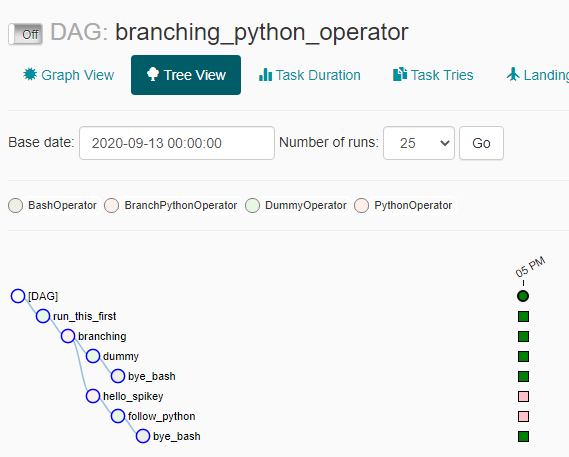 Off DAG: branching_python_operator
Graph View Tree View Task Duration Task Tries Landing
Base date: 2020-09-13 00:00:00 Number of runs: 25 Go
BashOperator BranchPythonOperator DummyOperator PythonOperator
05 PM
[DAG]
run_this_first
branching
dummy
bye_bash
hello_spikey
follow_python
bye_bash